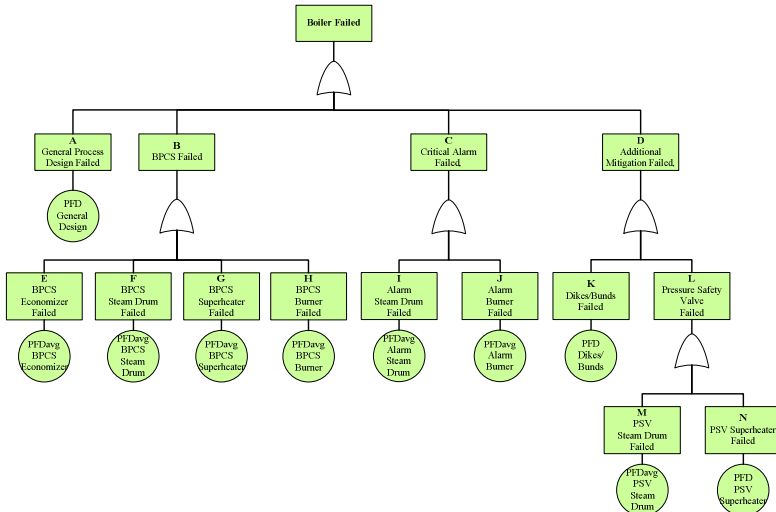 Boiler Failed
A
General Process
Design Failed
B
BPCS Failed
C
Critical Alarm
Failed,
D
Additional
Mitigation Failed,
PFD
General
Design
E
BPCS
Economizer
Failed
F
BPCS
Steam Drum
Failed
G
BPCS
Superheater
Failed
H
BPCS
Burner
Failed
I
Alarm
Steam Drum
Failed
J
Alarm
Burner
Failed
K
Dikes/Bunds
Failed
L
Pressure Safety
Valve
Failed
PFDavg
BPCS
Economizer
PFDavg
BPCS
Steam
Drum
PFDavg
BPCS
Superheater
PFDavg
BPCS
Burner
PFDavg
Alarm
Steam
Drum
PFDavg
Alarm
Burner
PFD
Dikes/
Bunds
M
PSV
Steam Drum
Failed
N
PSV Superheater
Failed
PFDavg
PSV
Steam
Drum
PFD
PSV
Superheater